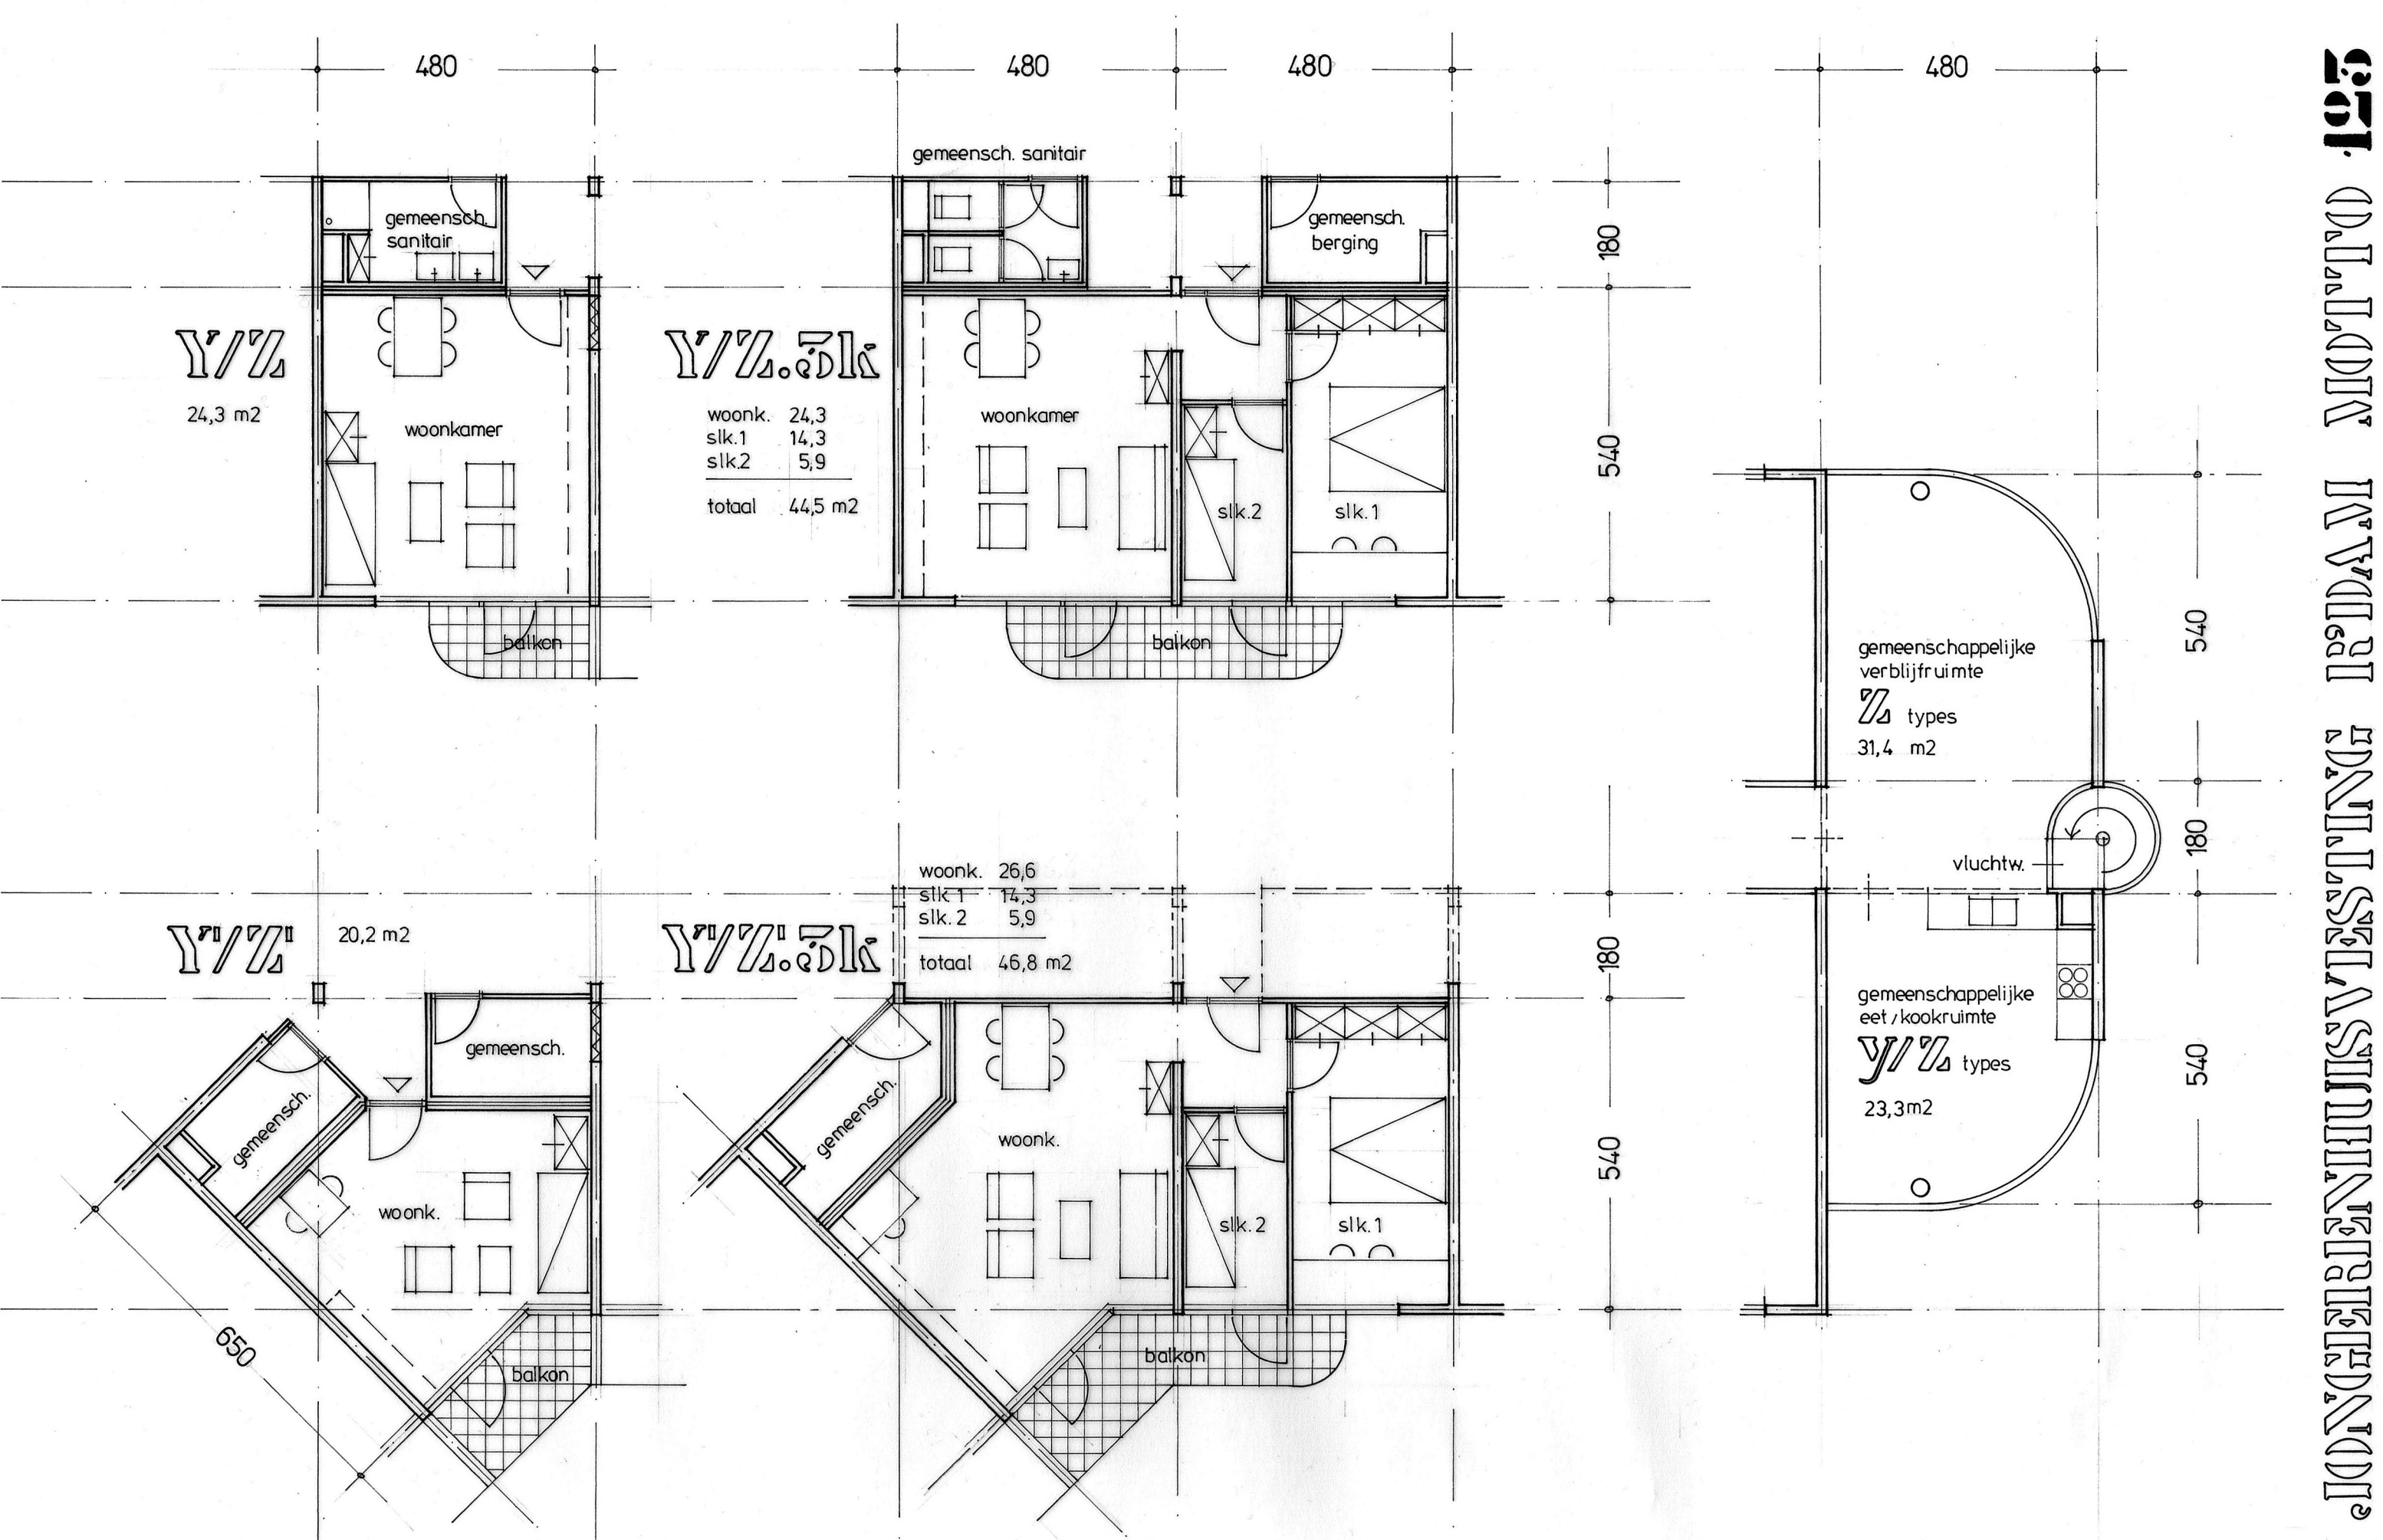 480
480
480
480
gemeensch. sanitair
gemeensch.
sanitair
gemeensch.
berging
180
Y/Z
24,3 m2
woonkamer
balkon
Y/Z.3k
woonk. 24,3
slk.1 14,3
slk.2 5,9
totaal 44,5 m2
woonkamer
slk.2
slk.1
balkon
540
gemeenschappelijke
verblijfruimte
Z types
31,4 m2
540
vluchtw.
180
gemeenschappelijke
eet/kookruimte
y/Z types
23,3m2
540
Y'/Z'
20,2 m2
gemeensch.
gemeensch.
woonk.
balkon
650
Y'/Z'.3k
woonk. 26,6
slk 1 14,3
slk. 2 5,9
totaal 46,8 m2
gemeensch.
woonk.
slk. 2
slk. 1
balkon
180
540
JONGERENHUISVESTING R'DAM MOTTO 125